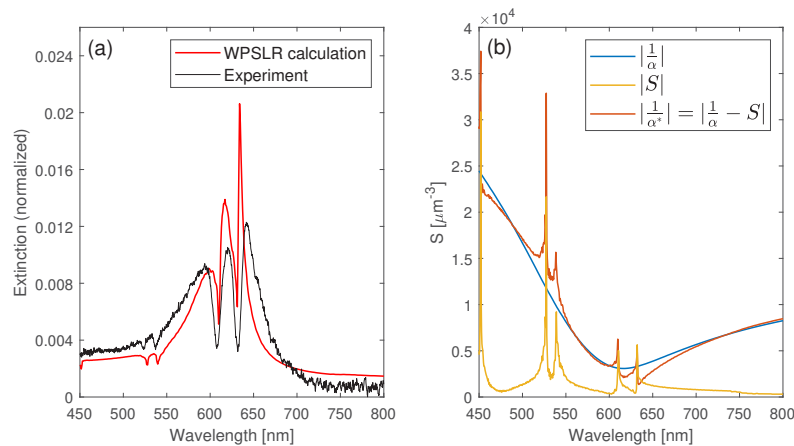 (a)
WPSLR calculation
Experiment
Extinction (normalized)
0.024
0.02
0.016
0.012
0.008
0.004
0
450 500 550 600 650 700 750 800
Wavelength [nm]
×10⁴
(b)
|1/α|
|S|
|1/α*| = |1/α − S|
S [μm⁻³]
4
3.5
3
2.5
2
1.5
1
0.5
0
450 500 550 600 650 700 750 800
Wavelength [nm]